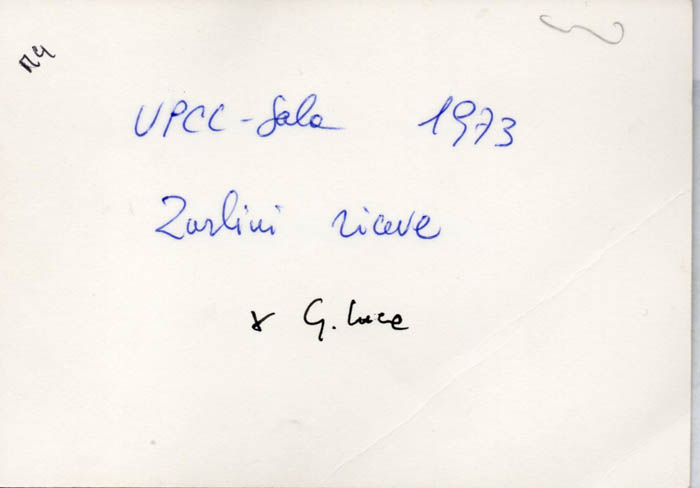 UPCC - Sala 1973
Zarlini riceve
x G. Luce